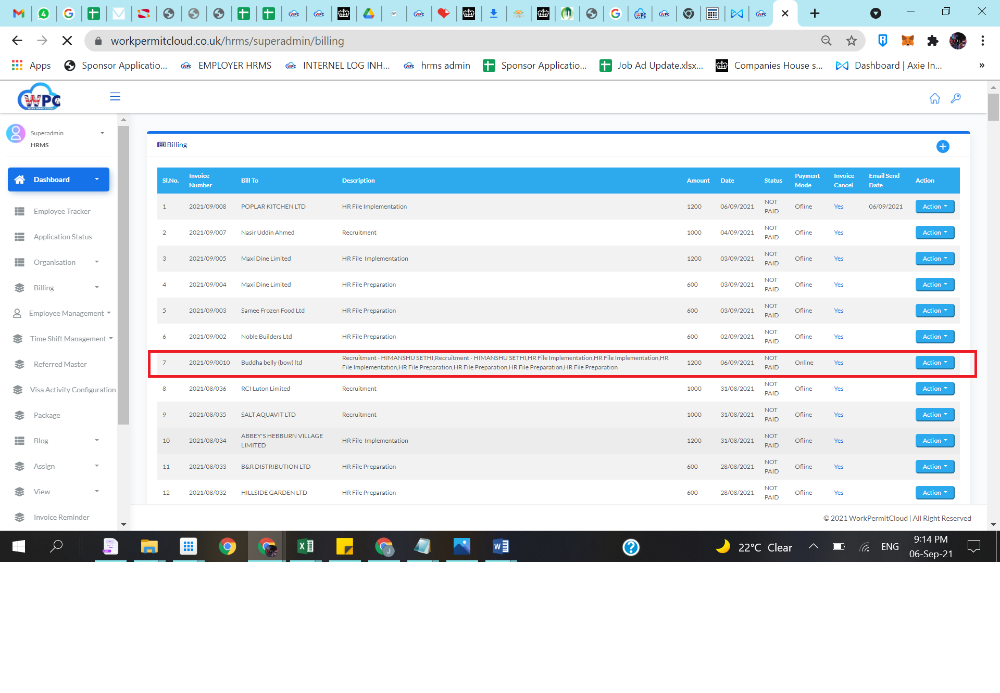 workpermitcloud.co.uk/hrms/superadmin/billing
Apps Sponsor Applicatio... EMPLOYER HRMS INTERNEL LOG INH... hrms admin Sponsor Applicatio... Job Ad Update.xlsx... Companies House s... Dashboard | Axie In... »
WPC
WORK PERMIT CLOUD
Superadmin
HRMS
Dashboard
Employee Tracker
Application Status
Organisation
Billing
Employee Management
Time Shift Management
Referred Master
Visa Activity Configuration
Package
Blog
Assign
View
Invoice Reminder
Billing
Sl.No. Invoice Number Bill To Description Amount Date Status Payment Mode Invoice Cancel Email Send Date Action
1 2021/09/008 POPLAR KITCHEN LTD HR File Implementation 1200 06/09/2021 NOT PAID Ofline Yes 06/09/2021 Action
2 2021/09/007 Nasir Uddin Ahmed Recruitment 1000 04/09/2021 NOT PAID Ofline Yes Action
3 2021/09/005 Maxi Dine Limited HR File Implementation 1200 03/09/2021 NOT PAID Ofline Yes Action
4 2021/09/004 Maxi Dine Limited HR File Preparation 600 03/09/2021 NOT PAID Ofline Yes Action
5 2021/09/003 Samee Frozen Food Ltd HR File Preparation 600 03/09/2021 NOT PAID Ofline Yes Action
6 2021/09/002 Noble Builders Ltd HR File Preparation 600 02/09/2021 NOT PAID Ofline Yes Action
7 2021/09/0010 Buddha belly (bow) ltd Recruitment - HIMANSHU SETHI,Recruitment - HIMANSHU SETHI,HR File Implementation,HR File Implementation,HR File Implementation,HR File Preparation,HR File Preparation,HR File Preparation,HR File Preparation 1200 06/09/2021 NOT PAID Online Yes Action
8 2021/08/036 RCI Luton Limited Recruitment 1000 31/08/2021 NOT PAID Ofline Yes Action
9 2021/08/035 SALT AQUAVIT LTD Recruitment 1000 31/08/2021 NOT PAID Ofline Yes Action
10 2021/08/034 ABBEY'S HEBBURN VILLAGE LIMITED HR File Implementation 1200 31/08/2021 NOT PAID Ofline Yes Action
11 2021/08/033 B&R DISTRIBUTION LTD HR File Preparation 600 28/08/2021 NOT PAID Ofline Yes Action
12 2021/08/032 HILLSIDE GARDEN LTD HR File Preparation 600 28/08/2021 NOT PAID Ofline Yes Action
© 2021 WorkPermitCloud | All Right Reserved
22°C Clear ENG 9:14 PM
06-Sep-21